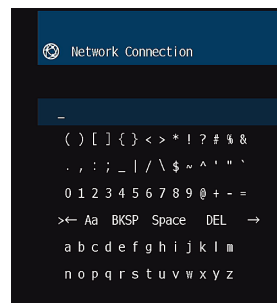 Network Connection
_
( ) [ ] { } < > * ! ? # % &
. , : ; _ | / \ $ ~ ^ ' " `
0 1 2 3 4 5 6 7 8 9 @ + - =
>← Aa BKSP Space DEL →
a b c d e f g h i j k l m
n o p q r s t u v w x y z